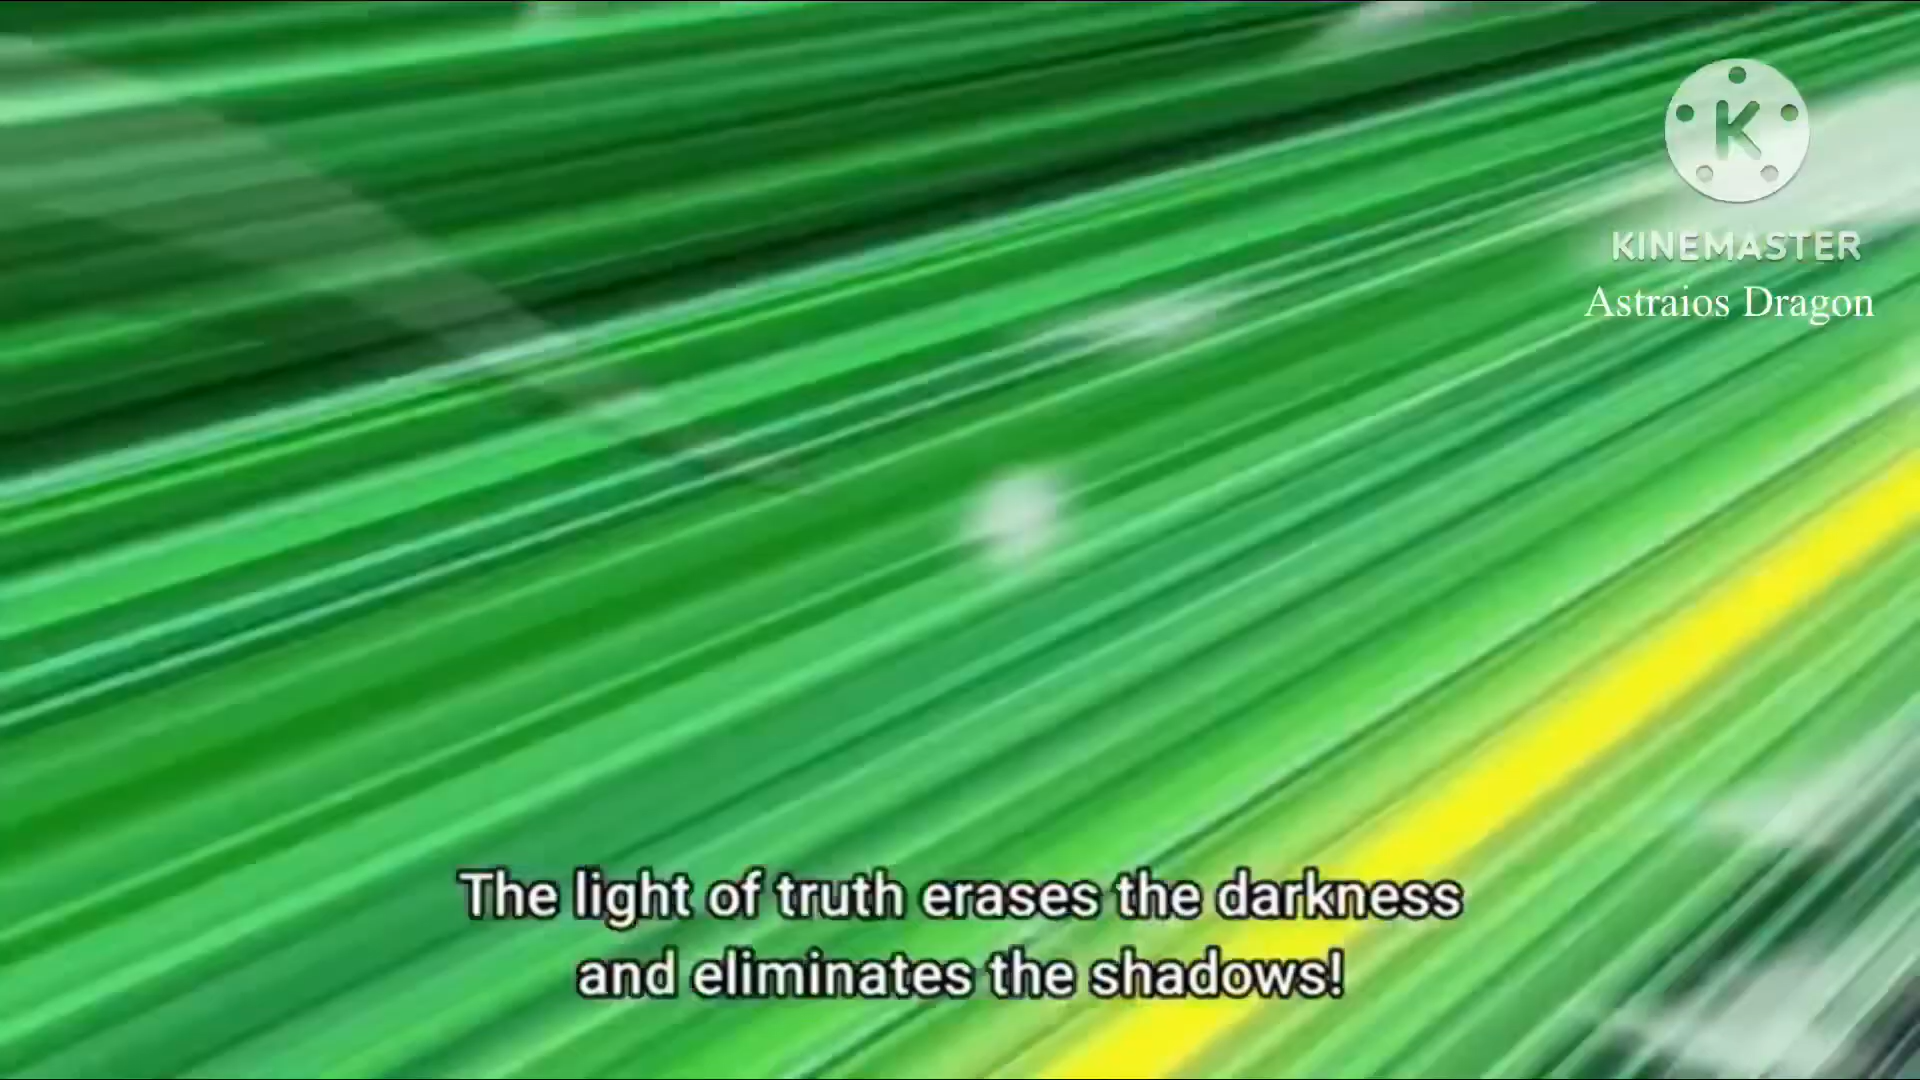 K
KINEMASTER
Astraios Dragon
The light of truth erases the darkness
and eliminates the shadows!